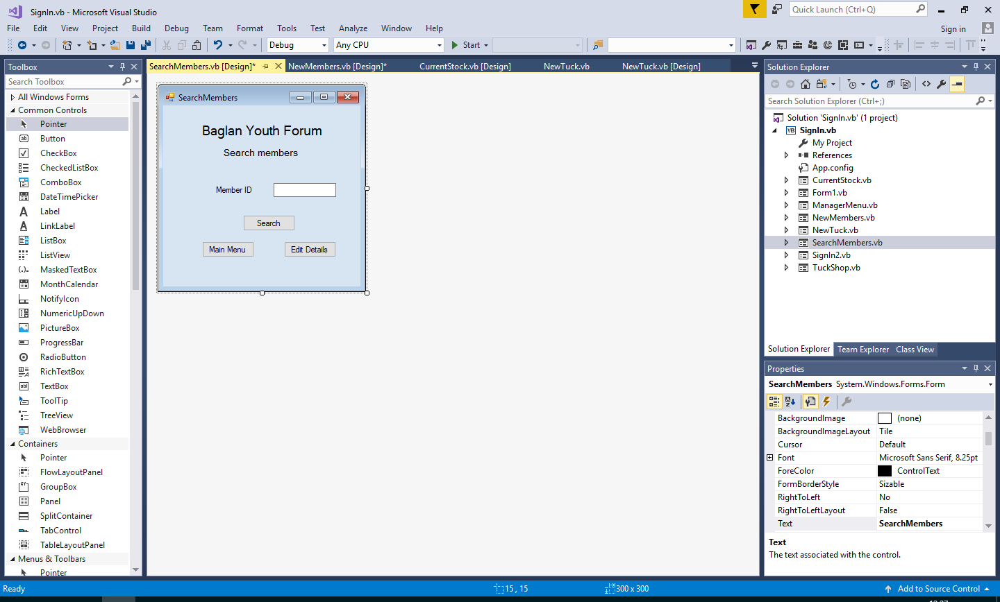 SignIn.vb - Microsoft Visual Studio
Quick Launch (Ctrl+Q)
File Edit View Project Build Debug Team Format Tools Test Analyze Window Help
Sign in
Debug Any CPU Start
Toolbox
Search Toolbox
All Windows Forms
Common Controls
Pointer
Button
CheckBox
CheckedListBox
ComboBox
DateTimePicker
Label
LinkLabel
ListBox
ListView
MaskedTextBox
MonthCalendar
NotifyIcon
NumericUpDown
PictureBox
ProgressBar
RadioButton
RichTextBox
TextBox
ToolTip
TreeView
WebBrowser
Containers
Pointer
FlowLayoutPanel
GroupBox
Panel
SplitContainer
TabControl
TableLayoutPanel
Menus & Toolbars
Pointer
SearchMembers.vb [Design]* NewMembers.vb [Design]* CurrentStock.vb [Design] NewTuck.vb NewTuck.vb [Design]
SearchMembers
Baglan Youth Forum
Search members
Member ID
Search
Main Menu Edit Details
Solution Explorer
Search Solution Explorer (Ctrl+;)
Solution 'SignIn.vb' (1 project)
SignIn.vb
My Project
References
App.config
CurrentStock.vb
Form1.vb
ManagerMenu.vb
NewMembers.vb
NewTuck.vb
SearchMembers.vb
SignIn2.vb
TuckShop.vb
Solution Explorer Team Explorer Class View
Properties
SearchMembers System.Windows.Forms.Form
BackgroundImage (none)
BackgroundImageLayout Tile
Cursor Default
Font Microsoft Sans Serif, 8.25pt
ForeColor ControlText
FormBorderStyle Sizable
RightToLeft No
RightToLeftLayout False
Text SearchMembers
Text
The text associated with the control.
Ready 15 , 15 300 x 300 Add to Source Control